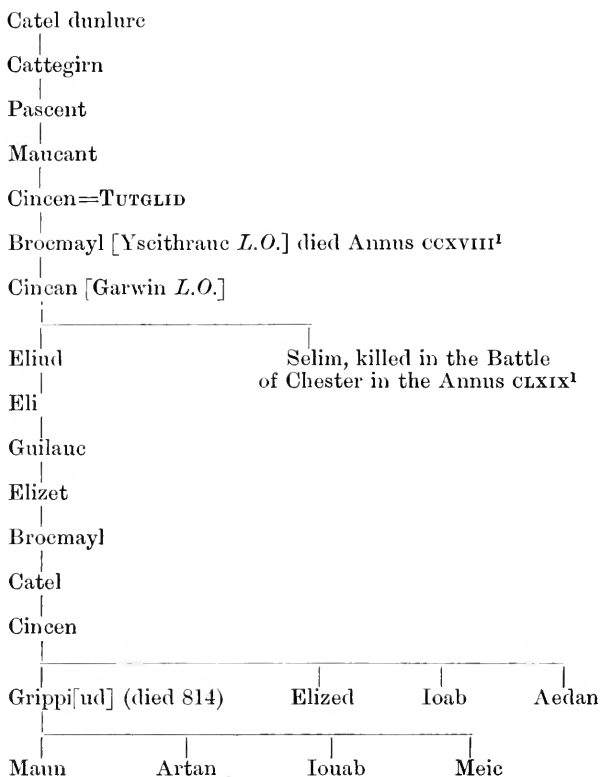 Catel dunlurc
Cattegirn
Pascent
Maucant
Cincen=TUTGLID
Brocmayl [Yscithrauc L.O.] died Annus CCXVIII¹
Cincan [Garwin L.O.]
Eliud
Selim, killed in the Battle
of Chester in the Annus CLXIX¹
Eli
Guilauc
Elizet
Brocmayl
Catel
Cincen
Grippi[ud] (died 814) Elized Ioab Aedan
Maun Artan Iouab Meic